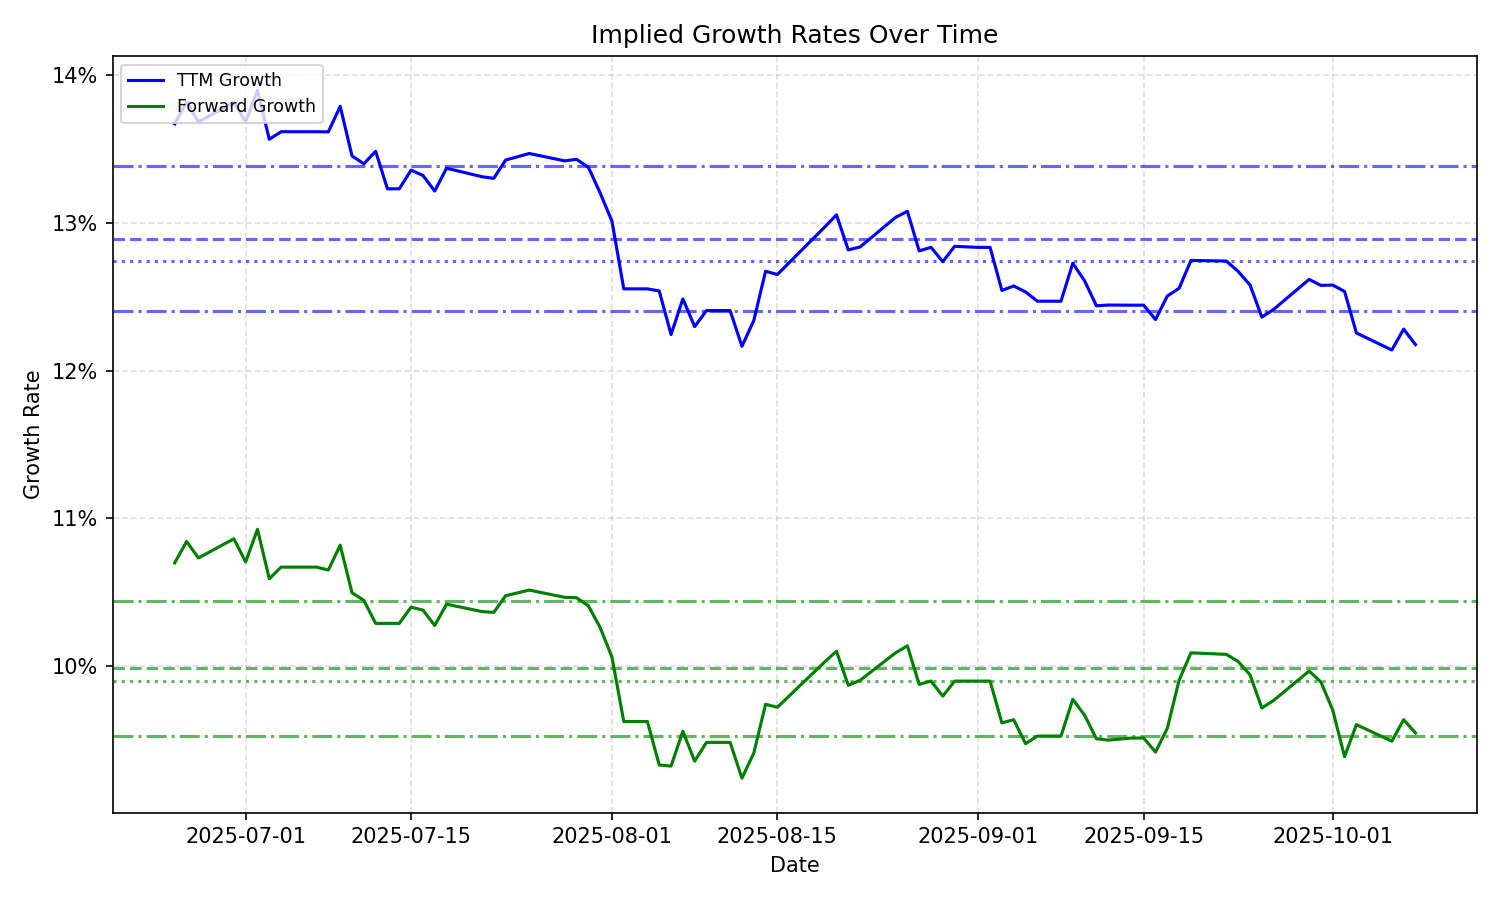 Implied Growth Rates Over Time
TTM Growth
Forward Growth
14%
13%
12%
11%
10%
Growth Rate
2025-07-01
2025-07-15
2025-08-01
2025-08-15
2025-09-01
2025-09-15
2025-10-01
Date